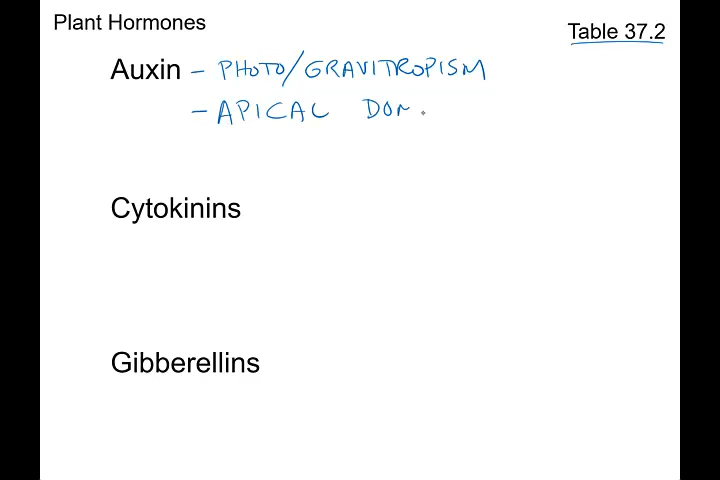 Plant Hormones
Table 37.2
Auxin - PHOTO/GRAVITROPISM
- APICAL DOM
Cytokinins
Gibberellins